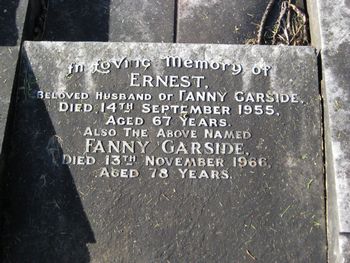 In Loving Memory of
ERNEST,
BELOVED HUSBAND OF FANNY GARSIDE,
DIED 14TH SEPTEMBER 1955,
AGED 67 YEARS.
ALSO THE ABOVE NAMED
FANNY GARSIDE,
DIED 13TH NOVEMBER 1966,
AGED 78 YEARS.